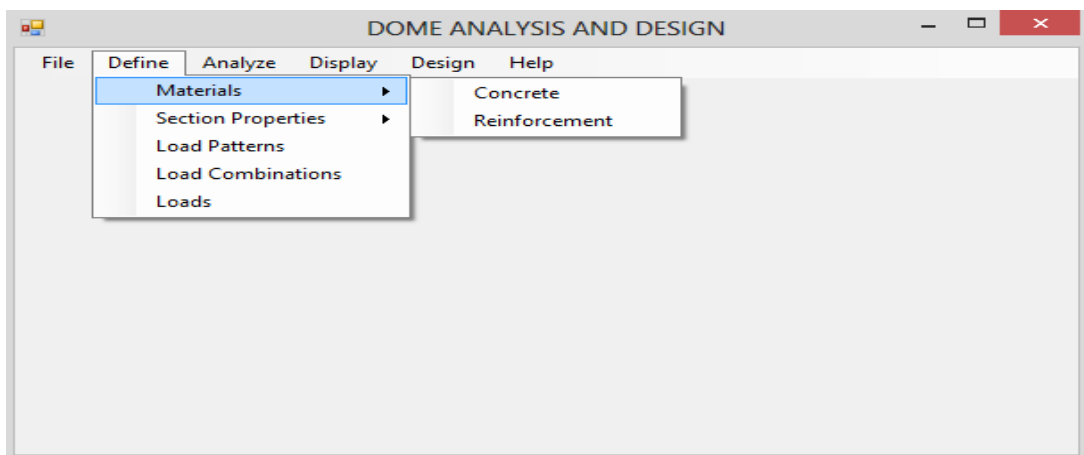 DOME ANALYSIS AND DESIGN
File Define Analyze Display Design Help
Materials
Section Properties
Load Patterns
Load Combinations
Loads
Concrete
Reinforcement